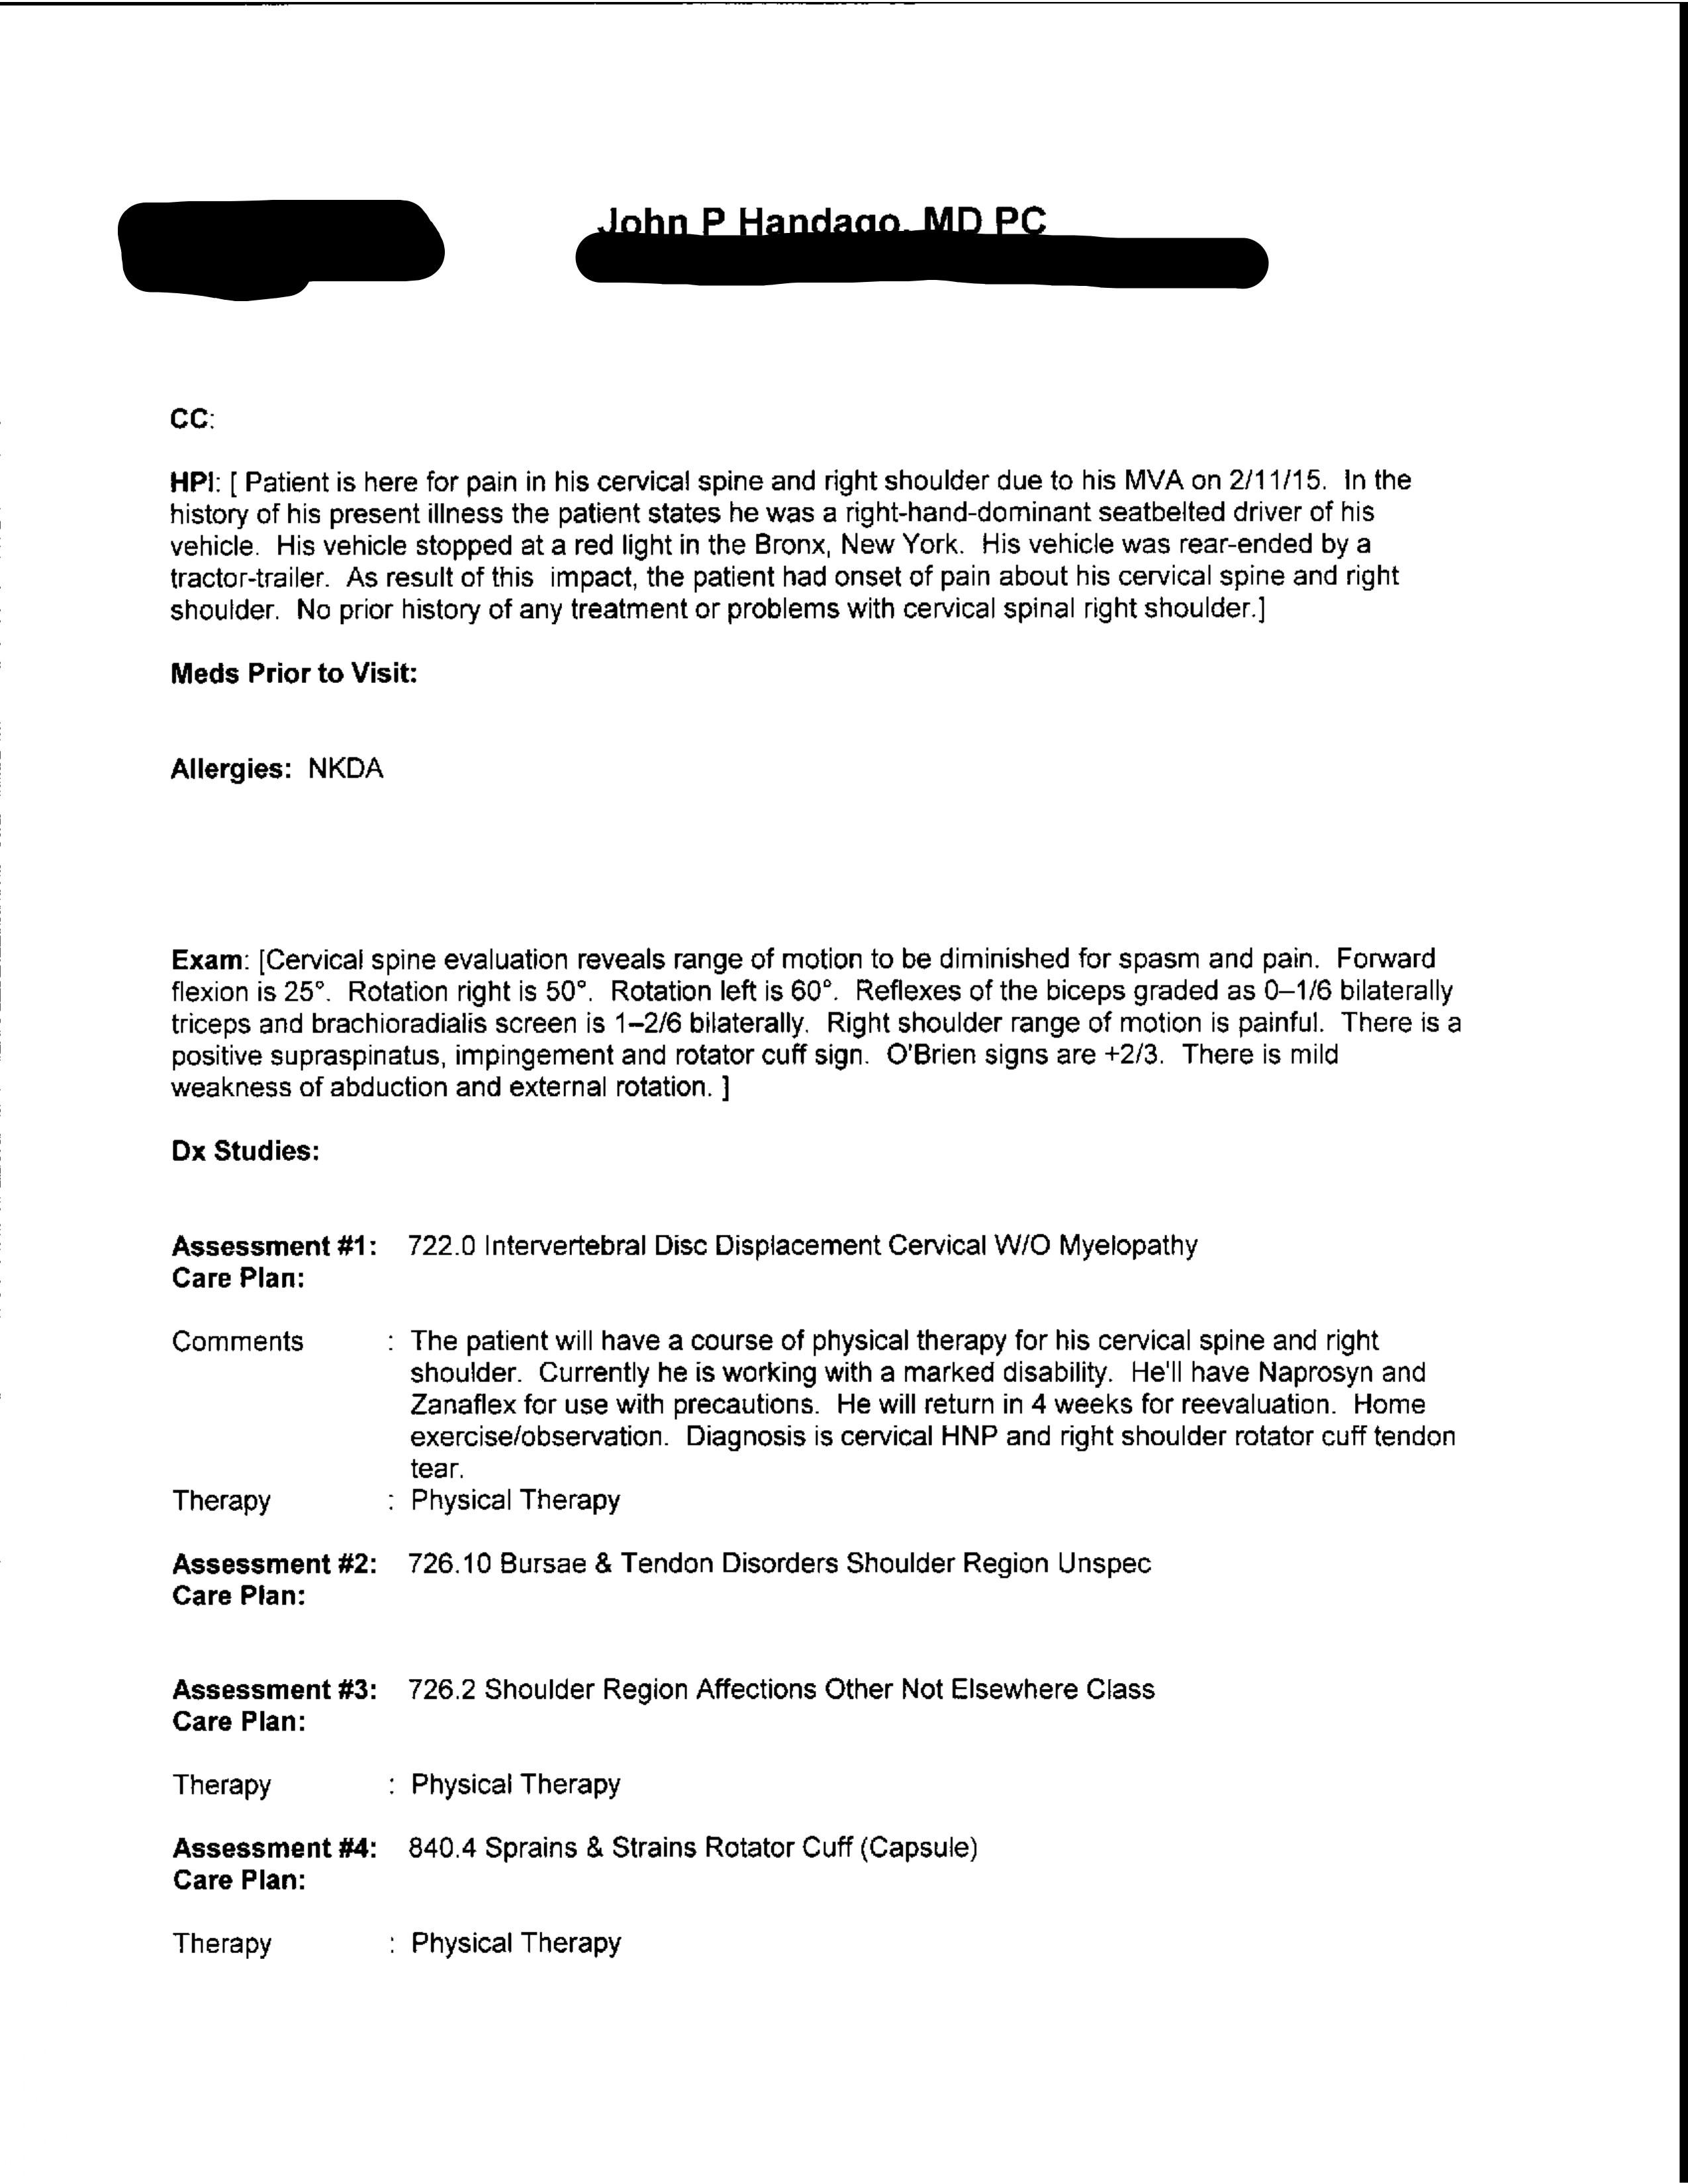 John P Handago, MD PC
CC:
HPI: [ Patient is here for pain in his cervical spine and right shoulder due to his MVA on 2/11/15. In the
history of his present illness the patient states he was a right-hand-dominant seatbelted driver of his
vehicle. His vehicle stopped at a red light in the Bronx, New York. His vehicle was rear-ended by a
tractor-trailer. As result of this impact, the patient had onset of pain about his cervical spine and right
shoulder. No prior history of any treatment or problems with cervical spinal right shoulder.]
Meds Prior to Visit:
Allergies: NKDA
Exam: [Cervical spine evaluation reveals range of motion to be diminished for spasm and pain. Forward
flexion is 25°. Rotation right is 50°. Rotation left is 60°. Reflexes of the biceps graded as 0–1/6 bilaterally
triceps and brachioradialis screen is 1–2/6 bilaterally. Right shoulder range of motion is painful. There is a
positive supraspinatus, impingement and rotator cuff sign. O'Brien signs are +2/3. There is mild
weakness of abduction and external rotation. ]
Dx Studies:
Assessment #1: 722.0 Intervertebral Disc Displacement Cervical W/O Myelopathy
Care Plan:
Comments : The patient will have a course of physical therapy for his cervical spine and right
shoulder. Currently he is working with a marked disability. He'll have Naprosyn and
Zanaflex for use with precautions. He will return in 4 weeks for reevaluation. Home
exercise/observation. Diagnosis is cervical HNP and right shoulder rotator cuff tendon
tear.
Therapy : Physical Therapy
Assessment #2: 726.10 Bursae & Tendon Disorders Shoulder Region Unspec
Care Plan:
Assessment #3: 726.2 Shoulder Region Affections Other Not Elsewhere Class
Care Plan:
Therapy : Physical Therapy
Assessment #4: 840.4 Sprains & Strains Rotator Cuff (Capsule)
Care Plan:
Therapy : Physical Therapy